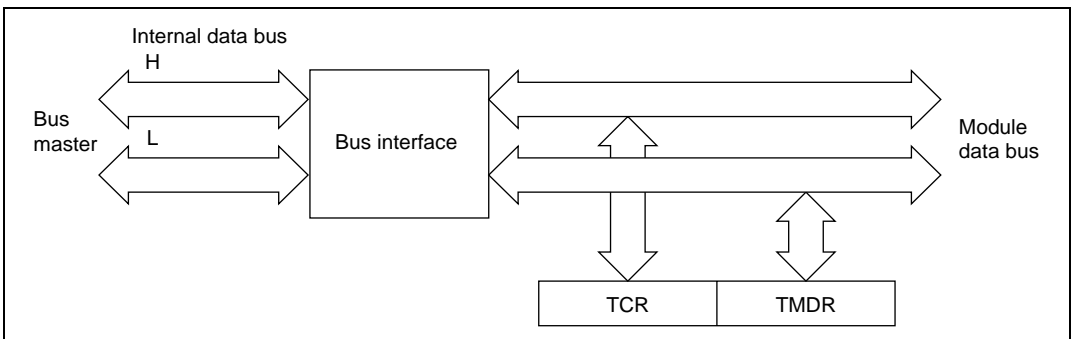 Internal data bus
H
Bus
master
L
Bus interface
Module
data bus
TCR
TMDR